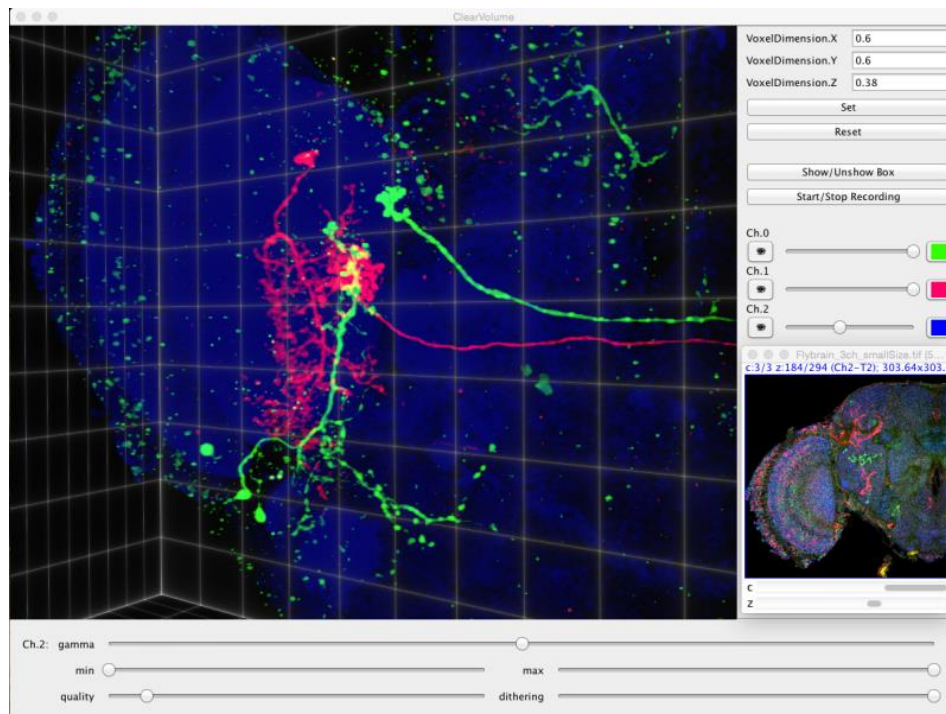 ClearVolume
VoxelDimension.X 0.6
VoxelDimension.Y 0.6
VoxelDimension.Z 0.38
Set
Reset
Show/Unshow Box
Start/Stop Recording
Ch.0
Ch.1
Ch.2
Flybrain_3ch_smallSize.tif (5...
c:3/3 z:184/294 (Ch2-T2); 303.64x303.
c
z
Ch.2: gamma
min max
quality dithering